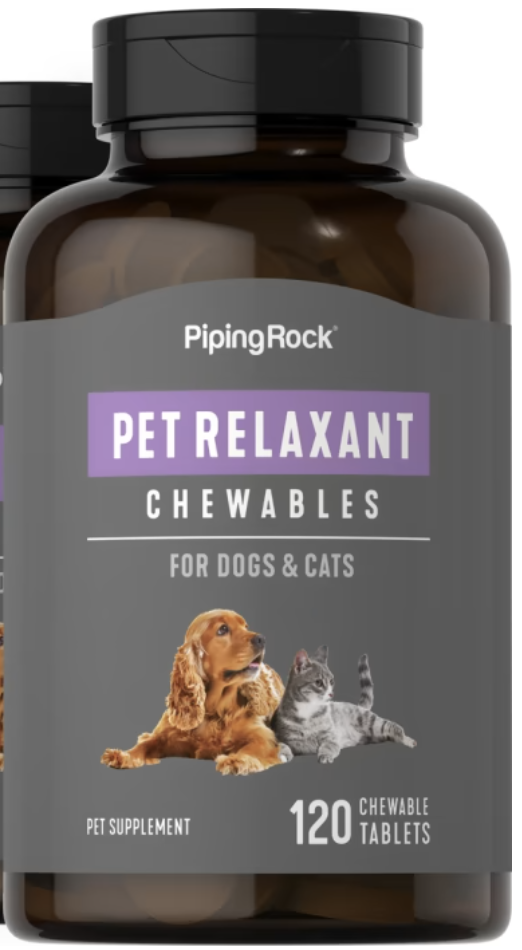 PipingRock®
PET RELAXANT
CHEWABLES
FOR DOGS & CATS
PET SUPPLEMENT
120 CHEWABLE
TABLETS